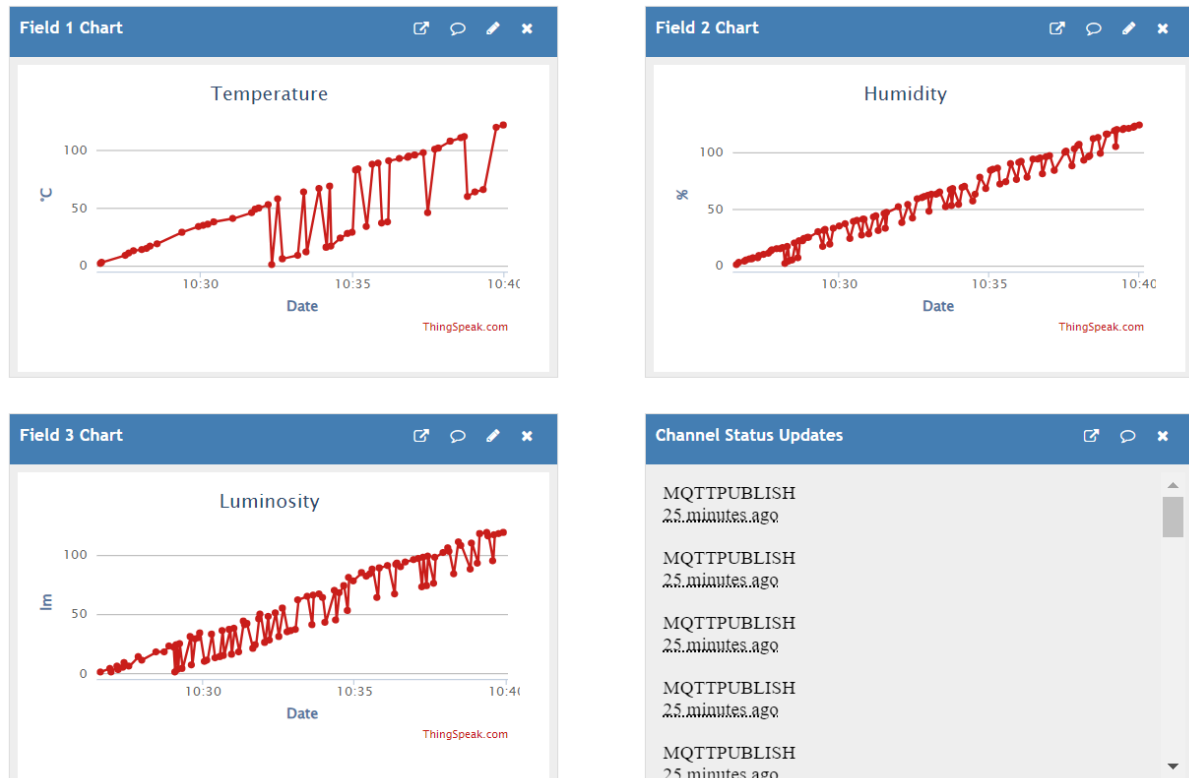 Field 1 Chart
Temperature
100
50
0
°C
10:30
10:35
10:40
Date
ThingSpeak.com
Field 2 Chart
Humidity
100
50
0
%
10:30
10:35
10:40
Date
ThingSpeak.com
Field 3 Chart
Luminosity
100
50
0
lm
10:30
10:35
10:40
Date
ThingSpeak.com
Channel Status Updates
MQTTPUBLISH
25 minutes ago
MQTTPUBLISH
25 minutes ago
MQTTPUBLISH
25 minutes ago
MQTTPUBLISH
25 minutes ago
MQTTPUBLISH
25 minutes ago